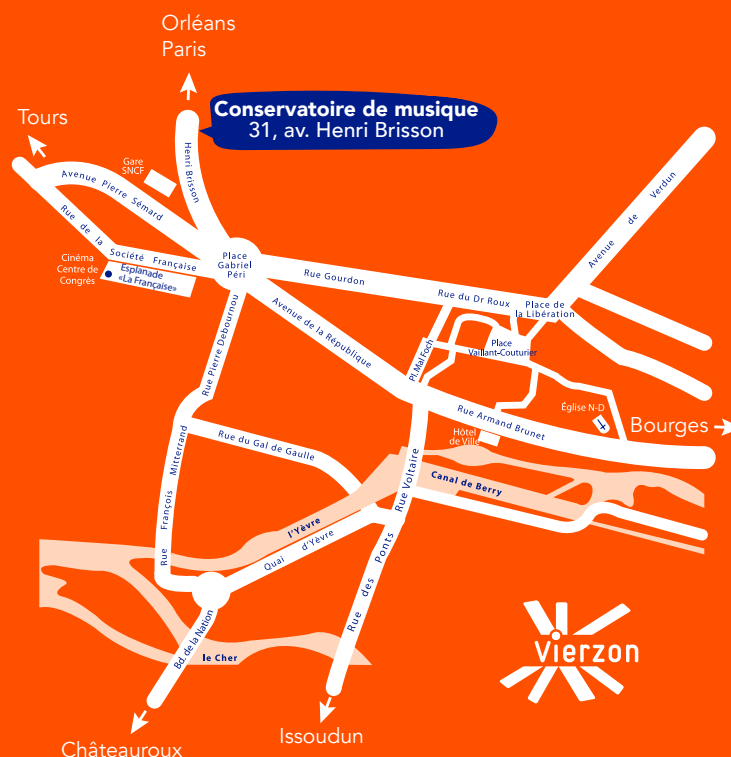 Orléans
Paris
Tours
Conservatoire de musique
31, av. Henri Brisson
Gare
SNCF
Henri Brisson
Avenue Pierre Sémard
Avenue de Verdun
Rue de la Société Française
Cinéma
Centre de
Congrès
Esplanade
«La Française»
Place
Gabriel
Péri
Rue Gourdon
Rue du Dr Roux
Place de
la Libération
Avenue de la République
Rue Pierre Debournou
Pl. Mal Foch
Place
Vaillant-Couturier
Église N-D
Rue Armand Brunet
Bourges
Hôtel
de Ville
Rue du Gal de Gaulle
Rue François Mitterrand
Rue Voltaire
Canal de Berry
l'Yèvre
Quai d'Yèvre
Rue des Ponts
Bd. de la Nation
le Cher
Vierzon
Issoudun
Châteauroux